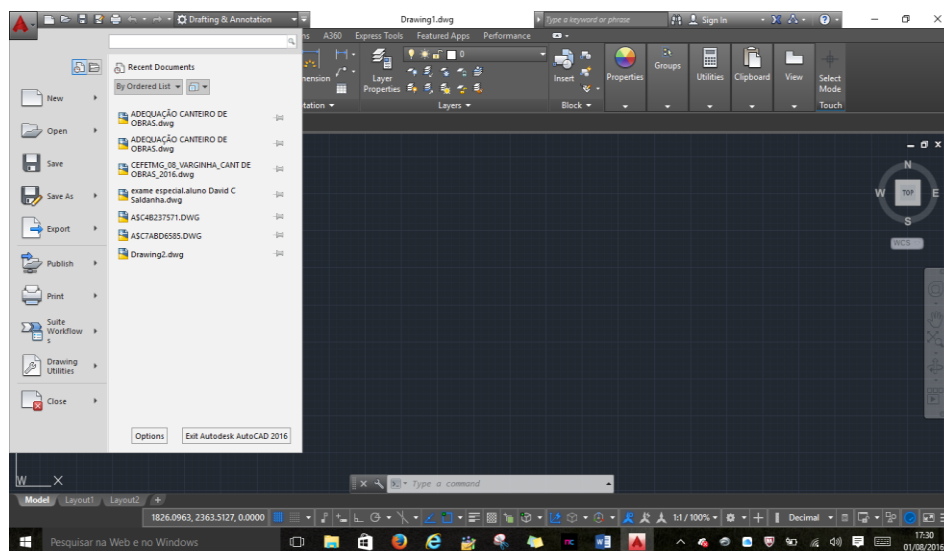 Drafting & Annotation
Drawing1.dwg
Type a keyword or phrase
Sign In
A360 Express Tools Featured Apps Performance
Recent Documents
By Ordered List
New
Open
Save
Save As
Export
Publish
Print
Suite
Workflow
s
Drawing
Utilities
Close
ADEQUAÇÃO CANTEIRO DE
OBRAS.dwg
ADEQUAÇÃO CANTEIRO DE
OBRAS.dwg
CEFETMG_08_VARGINHA_CANT DE
OBRAS_2016.dwg
exame especial.aluno David C
Saldanha.dwg
ASC4B237571.DWG
ASC7ABD6585.DWG
Drawing2.dwg
Options
Exit Autodesk AutoCAD 2016
0
Layer
Properties
Layers
Insert
Block
Properties
Groups
Utilities
Clipboard
View
Select
Mode
Touch
N
W TOP E
S
WCS
W X
Type a command
Model Layout1 Layout2 +
1826.0963, 2363.5127, 0.0000
1:1 / 100%
Decimal
Pesquisar na Web e no Windows
17:30
01/08/2016